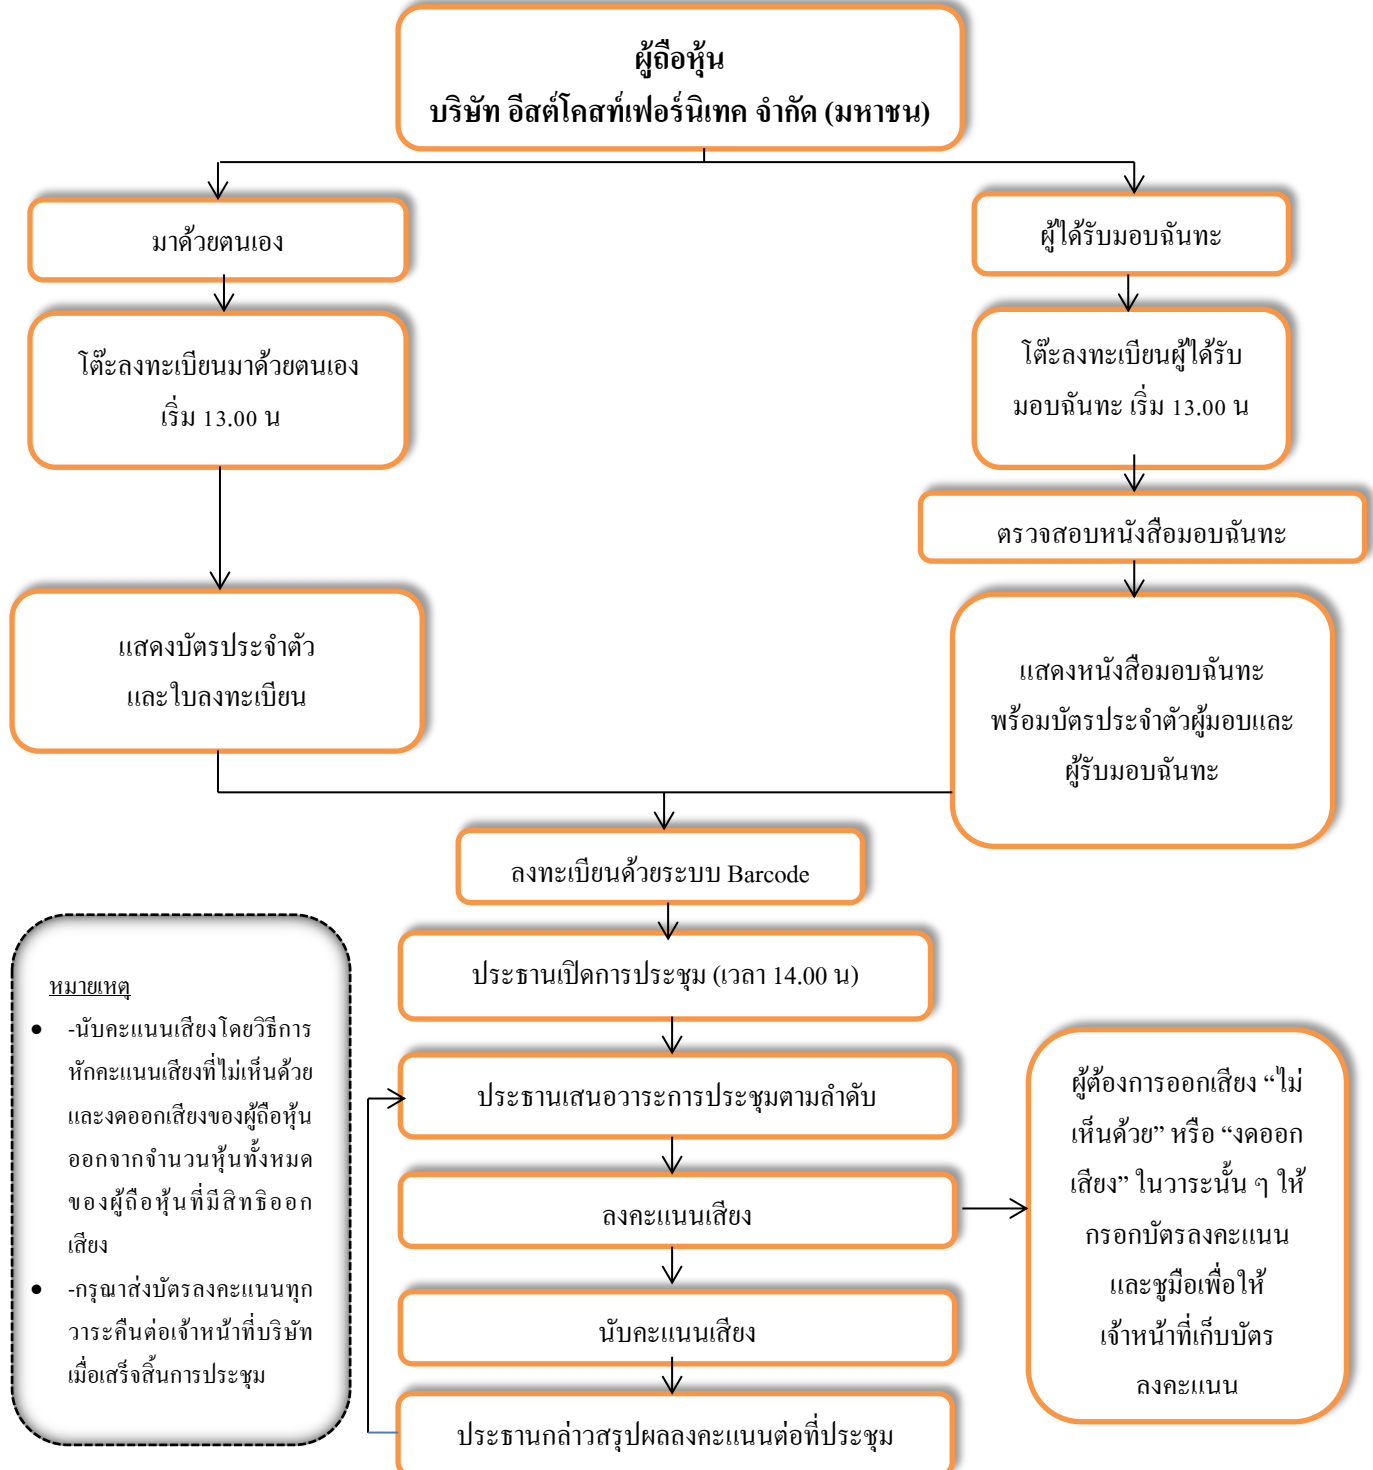 ผู้ถือหุ้น
บริษัท อีสต์โคสท์เฟอร์นิเทค จำกัด (มหาชน)
มาด้วยตนเอง
ผู้ได้รับมอบฉันทะ
โต๊ะลงทะเบียนมาด้วยตนเอง
เริ่ม 13.00 น
โต๊ะลงทะเบียนผู้ได้รับ
มอบฉันทะ เริ่ม 13.00 น
ตรวจสอบหนังสือมอบฉันทะ
แสดงบัตรประจำตัว
และใบลงทะเบียน
แสดงหนังสือมอบฉันทะ
พร้อมบัตรประจำตัวผู้มอบและ
ผู้รับมอบฉันทะ
ลงทะเบียนด้วยระบบ Barcode
ประธานเปิดการประชุม (เวลา 14.00 น)
ประธานเสนอวาระการประชุมตามลำดับ
ลงคะแนนเสียง
นับคะแนนเสียง
ประธานกล่าวสรุปผลลงคะแนนต่อที่ประชุม
หมายเหตุ
• -นับคะแนนเสียงโดยวิธีการ
หักคะแนนเสียงที่ไม่เห็นด้วย
และงดออกเสียงของผู้ถือหุ้น
ออกจากจำนวนหุ้นทั้งหมด
ของผู้ถือหุ้นที่มีสิทธิออก
เสียง
• -กรุณาส่งบัตรลงคะแนนทุก
วาระคืนต่อเจ้าหน้าที่บริษัท
เมื่อเสร็จสิ้นการประชุม
ผู้ต้องการออกเสียง “ไม่
เห็นด้วย” หรือ “งดออก
เสียง” ในวาระนั้น ๆ ให้
กรอกบัตรลงคะแนน
และชูมือเพื่อให้
เจ้าหน้าที่เก็บบัตร
ลงคะแนน